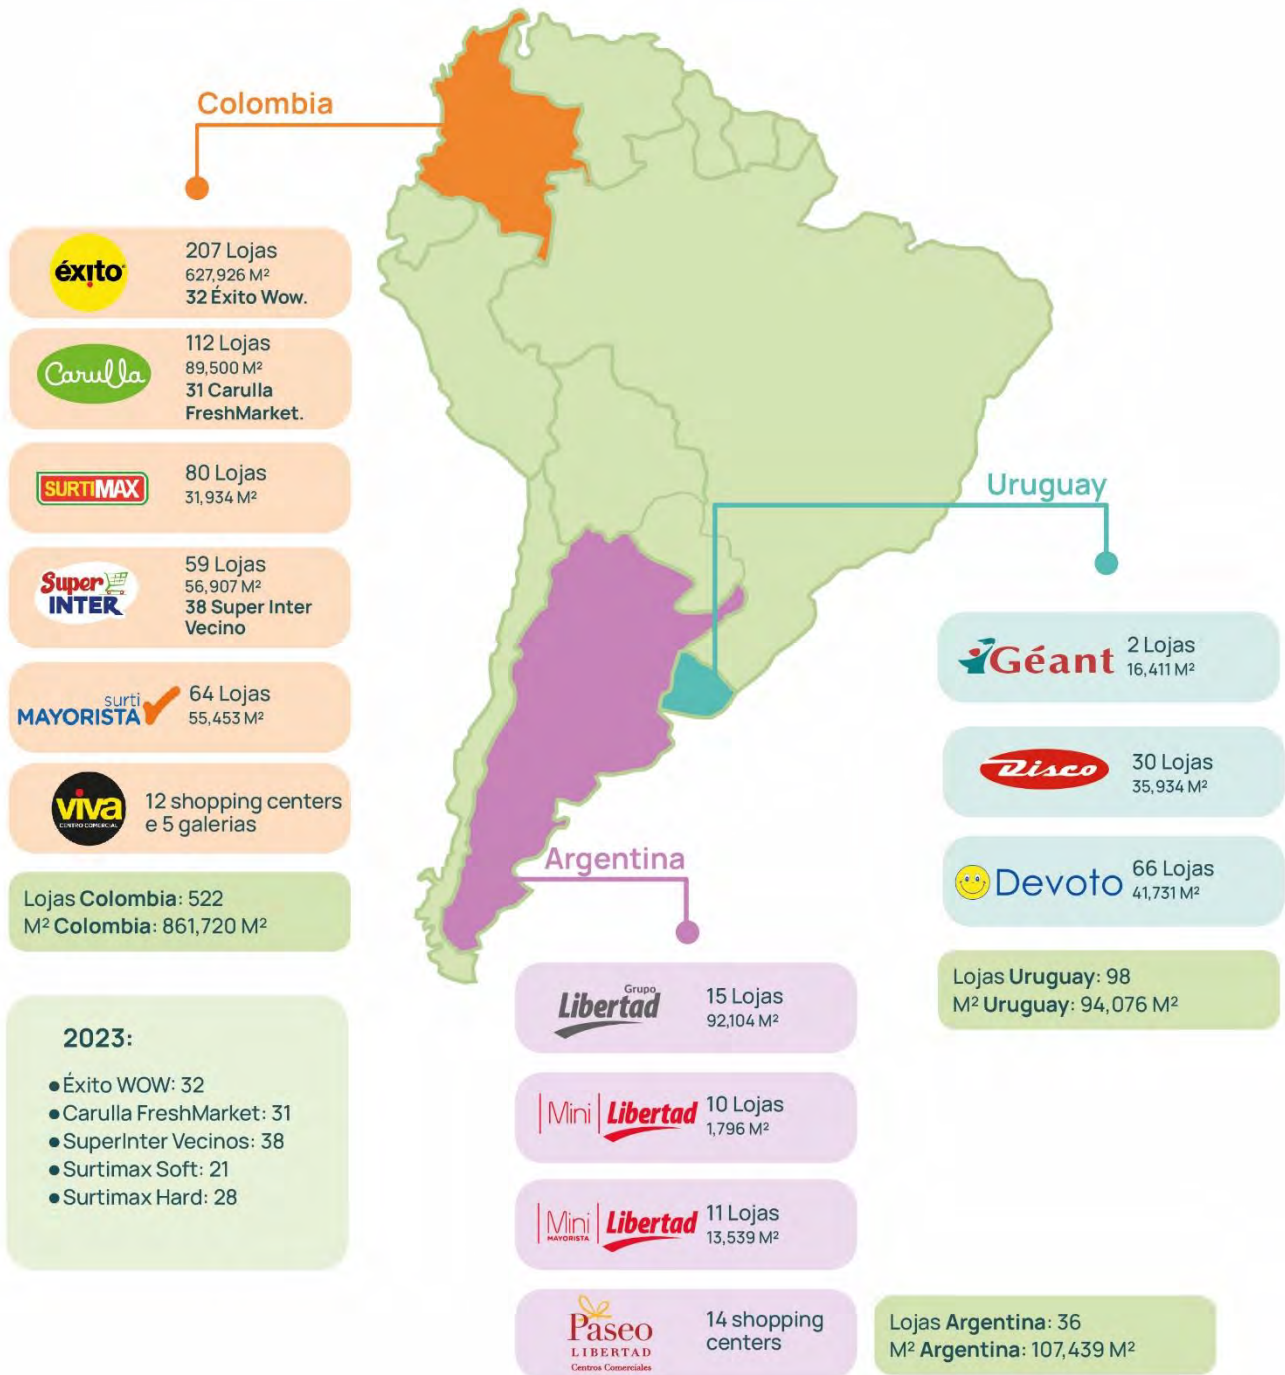 Colombia
éxito
207 Lojas
627,926 M²
32 Éxito Wow.
Carulla
112 Lojas
89,500 M²
31 Carulla
FreshMarket.
SURTIMAX
80 Lojas
31,934 M²
Super
INTER
59 Lojas
56,907 M²
38 Super Inter
Vecino
surti
MAYORISTA
64 Lojas
55,453 M²
viva
CENTRO COMERCIAL
12 shopping centers
e 5 galerias
Lojas Colombia: 522
M² Colombia: 861,720 M²
2023:
● Éxito WOW: 32
● Carulla FreshMarket: 31
● SuperInter Vecinos: 38
● Surtimax Soft: 21
● Surtimax Hard: 28
Uruguay
Géant
2 Lojas
16,411 M²
Disco
30 Lojas
35,934 M²
Devoto
66 Lojas
41,731 M²
Lojas Uruguay: 98
M² Uruguay: 94,076 M²
Argentina
Grupo
Libertad
15 Lojas
92,104 M²
Mini Libertad
10 Lojas
1,796 M²
Mini Libertad
MAYORISTA
11 Lojas
13,539 M²
Paseo
LIBERTAD
Centros Comerciales
14 shopping
centers
Lojas Argentina: 36
M² Argentina: 107,439 M²